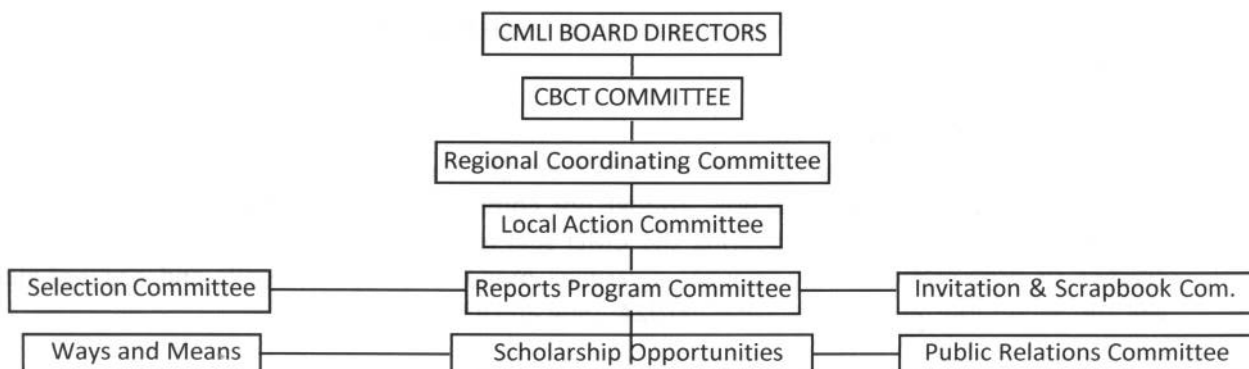 CMLI BOARD DIRECTORS
CBCT COMMITTEE
Regional Coordinating Committee
Local Action Committee
Selection Committee
Reports Program Committee
Invitation & Scrapbook Com.
Ways and Means
Scholarship Opportunities
Public Relations Committee